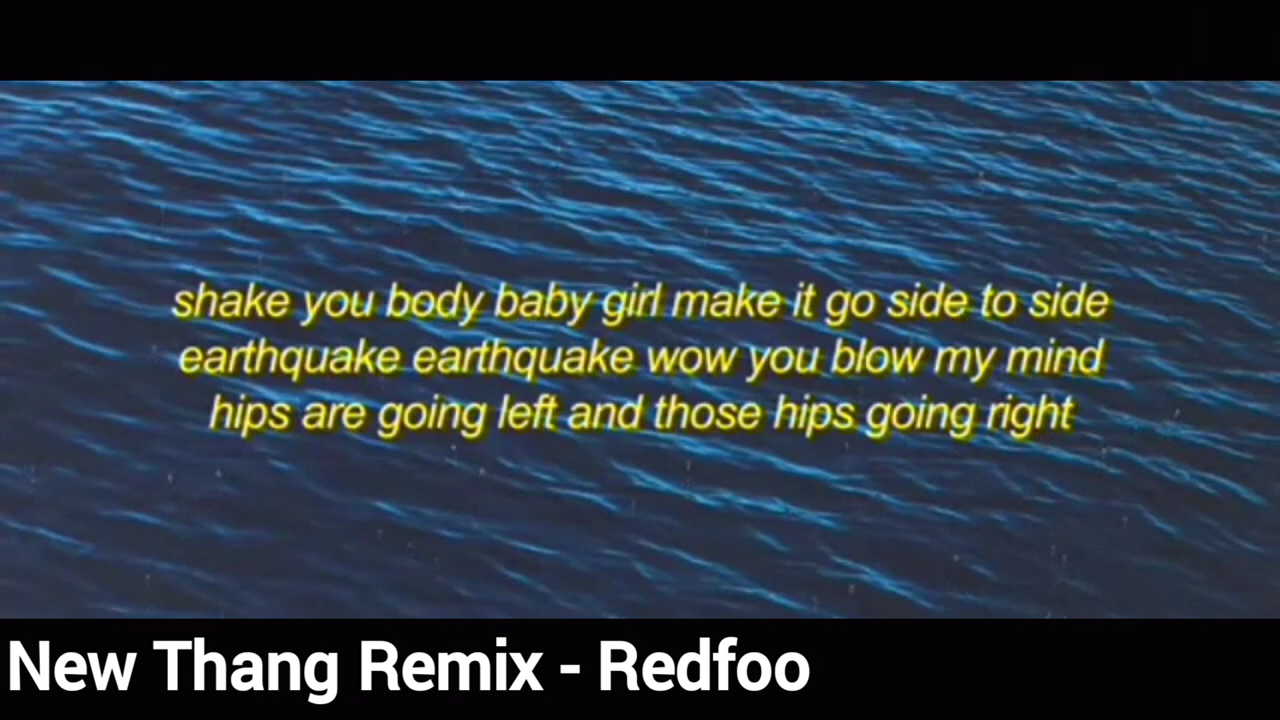 shake you body baby girl make it go side to side
earthquake earthquake wow you blow my mind
hips are going left and those hips going right
New Thang Remix - Redfoo